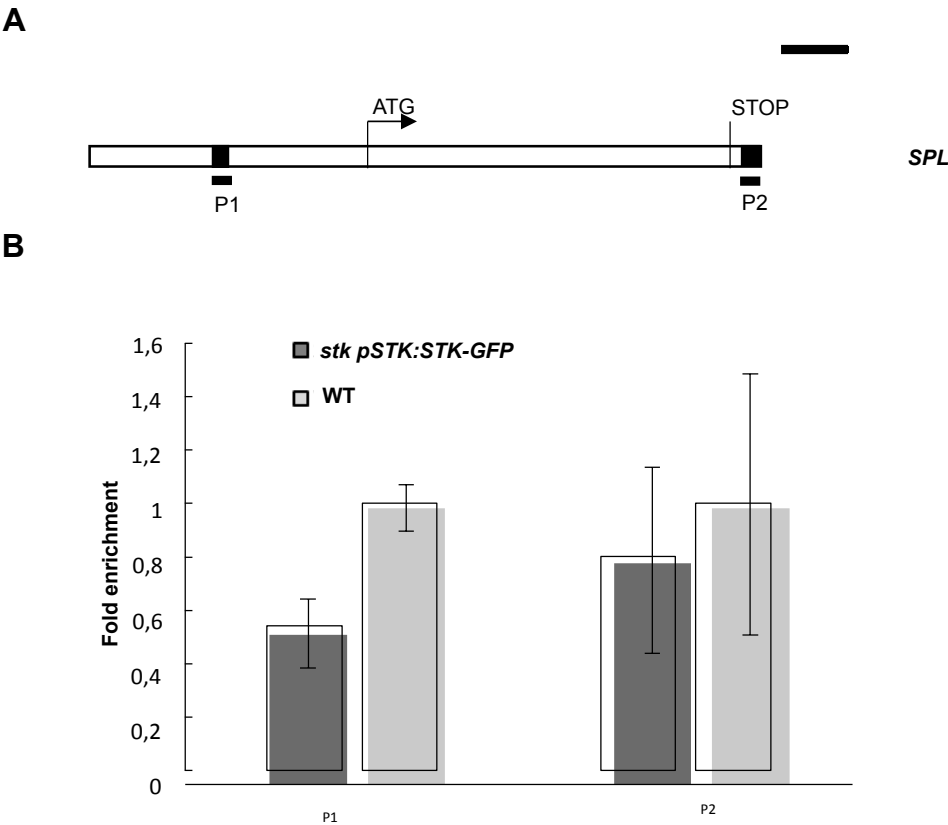 A
ATG
STOP
SPL
P1
P2
B
1,6
stk pSTK:STK-GFP
1,4
WT
1,2
1
0,8
0,6
0,4
0,2
0
Fold enrichment
P1
P2